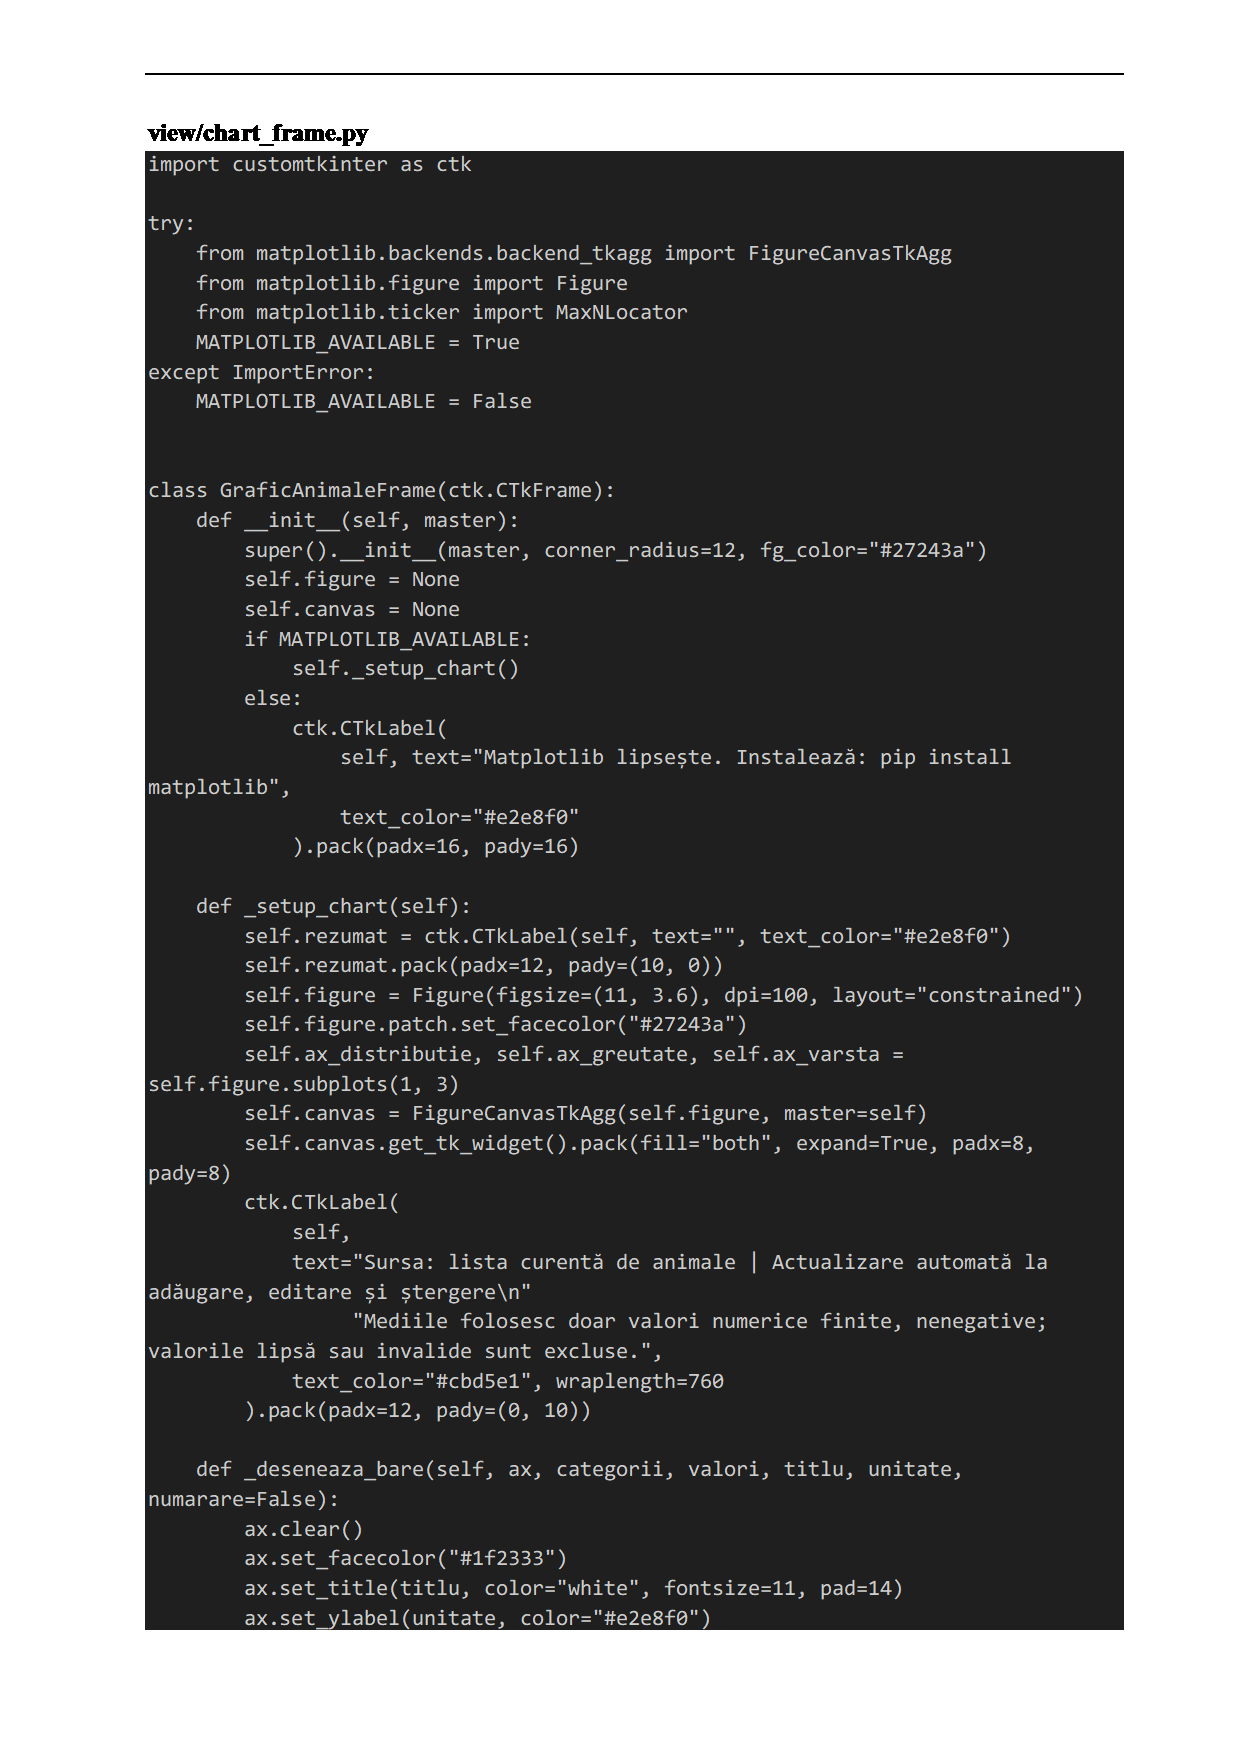 view/chart_frame.py
import customtkinter as ctk

try:
    from matplotlib.backends.backend_tkagg import FigureCanvasTkAgg
    from matplotlib.figure import Figure
    from matplotlib.ticker import MaxNLocator
    MATPLOTLIB_AVAILABLE = True
except ImportError:
    MATPLOTLIB_AVAILABLE = False


class GraficAnimaleFrame(ctk.CTkFrame):
    def __init__(self, master):
        super().__init__(master, corner_radius=12, fg_color="#27243a")
        self.figure = None
        self.canvas = None
        if MATPLOTLIB_AVAILABLE:
            self._setup_chart()
        else:
            ctk.CTkLabel(
                self, text="Matplotlib lipsește. Instalează: pip install
matplotlib",
                text_color="#e2e8f0"
            ).pack(padx=16, pady=16)

    def _setup_chart(self):
        self.rezumat = ctk.CTkLabel(self, text="", text_color="#e2e8f0")
        self.rezumat.pack(padx=12, pady=(10, 0))
        self.figure = Figure(figsize=(11, 3.6), dpi=100, layout="constrained")
        self.figure.patch.set_facecolor("#27243a")
        self.ax_distributie, self.ax_greutate, self.ax_varsta =
self.figure.subplots(1, 3)
        self.canvas = FigureCanvasTkAgg(self.figure, master=self)
        self.canvas.get_tk_widget().pack(fill="both", expand=True, padx=8,
pady=8)
        ctk.CTkLabel(
            self,
            text="Sursa: lista curentă de animale | Actualizare automată la
adăugare, editare și ștergere\n"
                 "Mediile folosesc doar valori numerice finite, nenegative;
valorile lipsă sau invalide sunt excluse.",
            text_color="#cbd5e1", wraplength=760
        ).pack(padx=12, pady=(0, 10))

    def _deseneaza_bare(self, ax, categorii, valori, titlu, unitate,
numarare=False):
        ax.clear()
        ax.set_facecolor("#1f2333")
        ax.set_title(titlu, color="white", fontsize=11, pad=14)
        ax.set_ylabel(unitate, color="#e2e8f0")